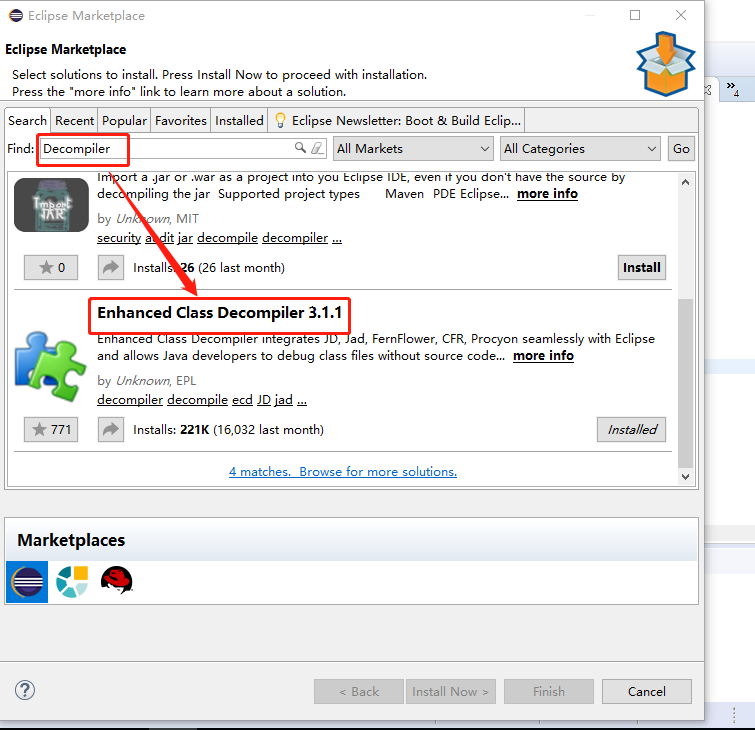 Eclipse Marketplace
Eclipse Marketplace
Select solutions to install. Press Install Now to proceed with installation.
Press the "more info" link to learn more about a solution.
4
Search Recent Popular Favorites Installed Eclipse Newsletter: Boot & Build Eclip...
Find: Decompiler All Markets All Categories Go
Import a .jar or .war as a project into you Eclipse IDE, even if you don't have the source by
decompiling the jar Supported project types Maven PDE Eclipse... more info
IMPORT
JAR
by Unknown, MIT
security audit jar decompile decompiler ...
0 Installs: 26 (26 last month) Install
Enhanced Class Decompiler 3.1.1
Enhanced Class Decompiler integrates JD, Jad, FernFlower, CFR, Procyon seamlessly with Eclipse
and allows Java developers to debug class files without source code... more info
by Unknown, EPL
decompiler decompile ecd JD jad ...
771 Installs: 221K (16,032 last month) Installed
4 matches. Browse for more solutions.
Marketplaces
? < Back Install Now > Finish Cancel